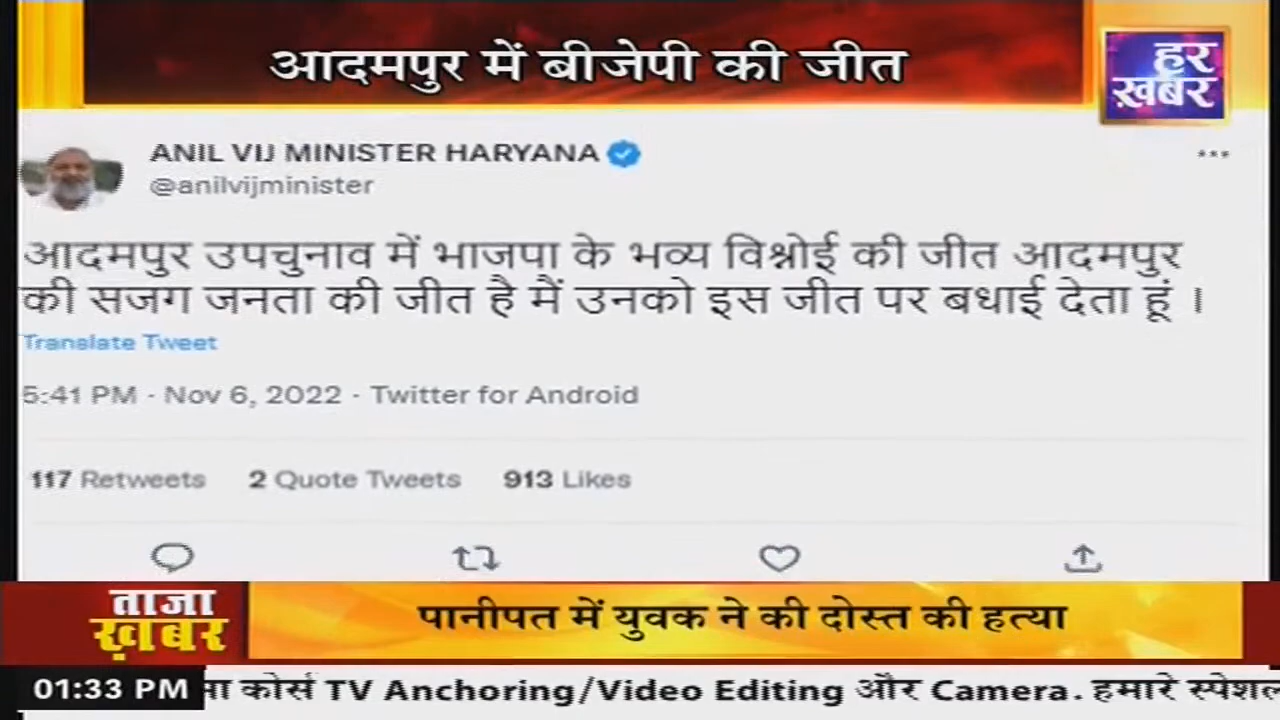 आदमपुर में बीजेपी की जीत
हर
ख़बर
ANIL VIJ MINISTER HARYANA
@anilvijminister
आदमपुर उपचुनाव में भाजपा के भव्य विश्नोई की जीत आदमपुर
की सजग जनता की जीत है मैं उनको इस जीत पर बधाई देता हूं ।
Translate Tweet
5:41 PM · Nov 6, 2022 · Twitter for Android
117 Retweets 2 Quote Tweets 913 Likes
ताजा
ख़बर
पानीपत में युवक ने की दोस्त की हत्या
01:33 PM
कोर्स TV Anchoring/Video Editing और Camera. हमारे स्पेशल